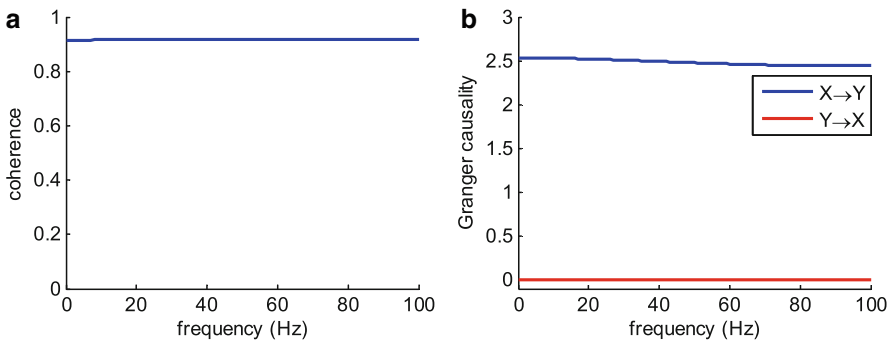 a
1
0.8
0.6
0.4
0.2
0
coherence
0 20 40 60 80 100
frequency (Hz)
b
3
2.5
2
1.5
1
0.5
0
Granger causality
X→Y
Y→X
0 20 40 60 80 100
frequency (Hz)